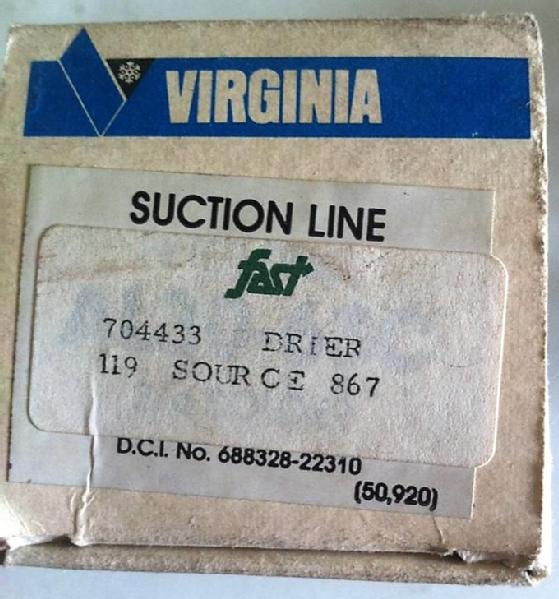 VIRGINIA
SUCTION LINE
fast
704433 DRIER
119 SOURCE 867
D.C.I. No. 688328-22310
(50,920)